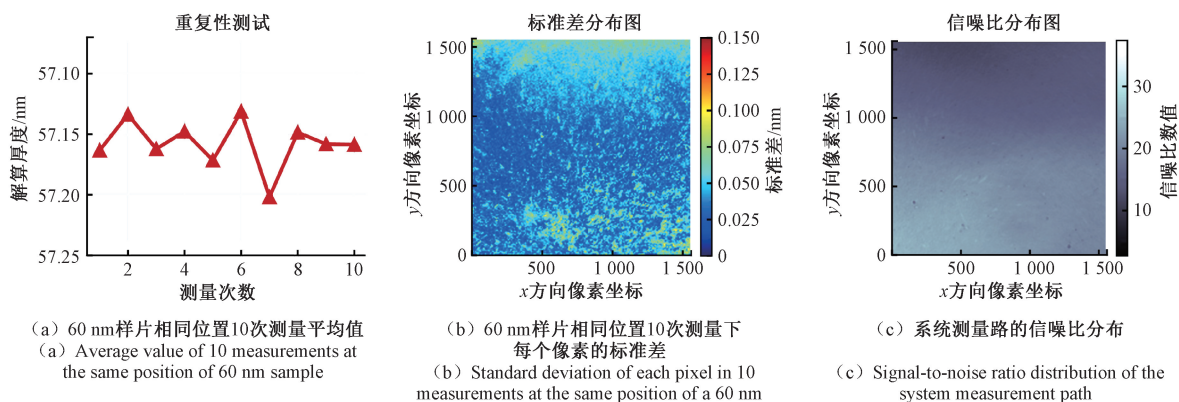 重复性测试
57.10
57.15
57.20
57.25
解算厚度/nm
2
4
6
8
10
测量次数
(a)60 nm样片相同位置10次测量平均值
(a)Average value of 10 measurements at
the same position of 60 nm sample
标准差分布图
1 500
1 000
500
0
y方向像素坐标
500
1 000
1 500
x方向像素坐标
0.150
0.125
0.100
0.075
0.050
0.025
0
标准差/nm
(b)60 nm样片相同位置10次测量下
每个像素的标准差
(b)Standard deviation of each pixel in 10
measurements at the same position of a 60 nm
信噪比分布图
1 500
1 000
500
0
y方向像素坐标
500
1 000
1 500
x方向像素坐标
30
20
10
信噪比数值
(c)系统测量路的信噪比分布
(c)Signal-to-noise ratio distribution of the
system measurement path